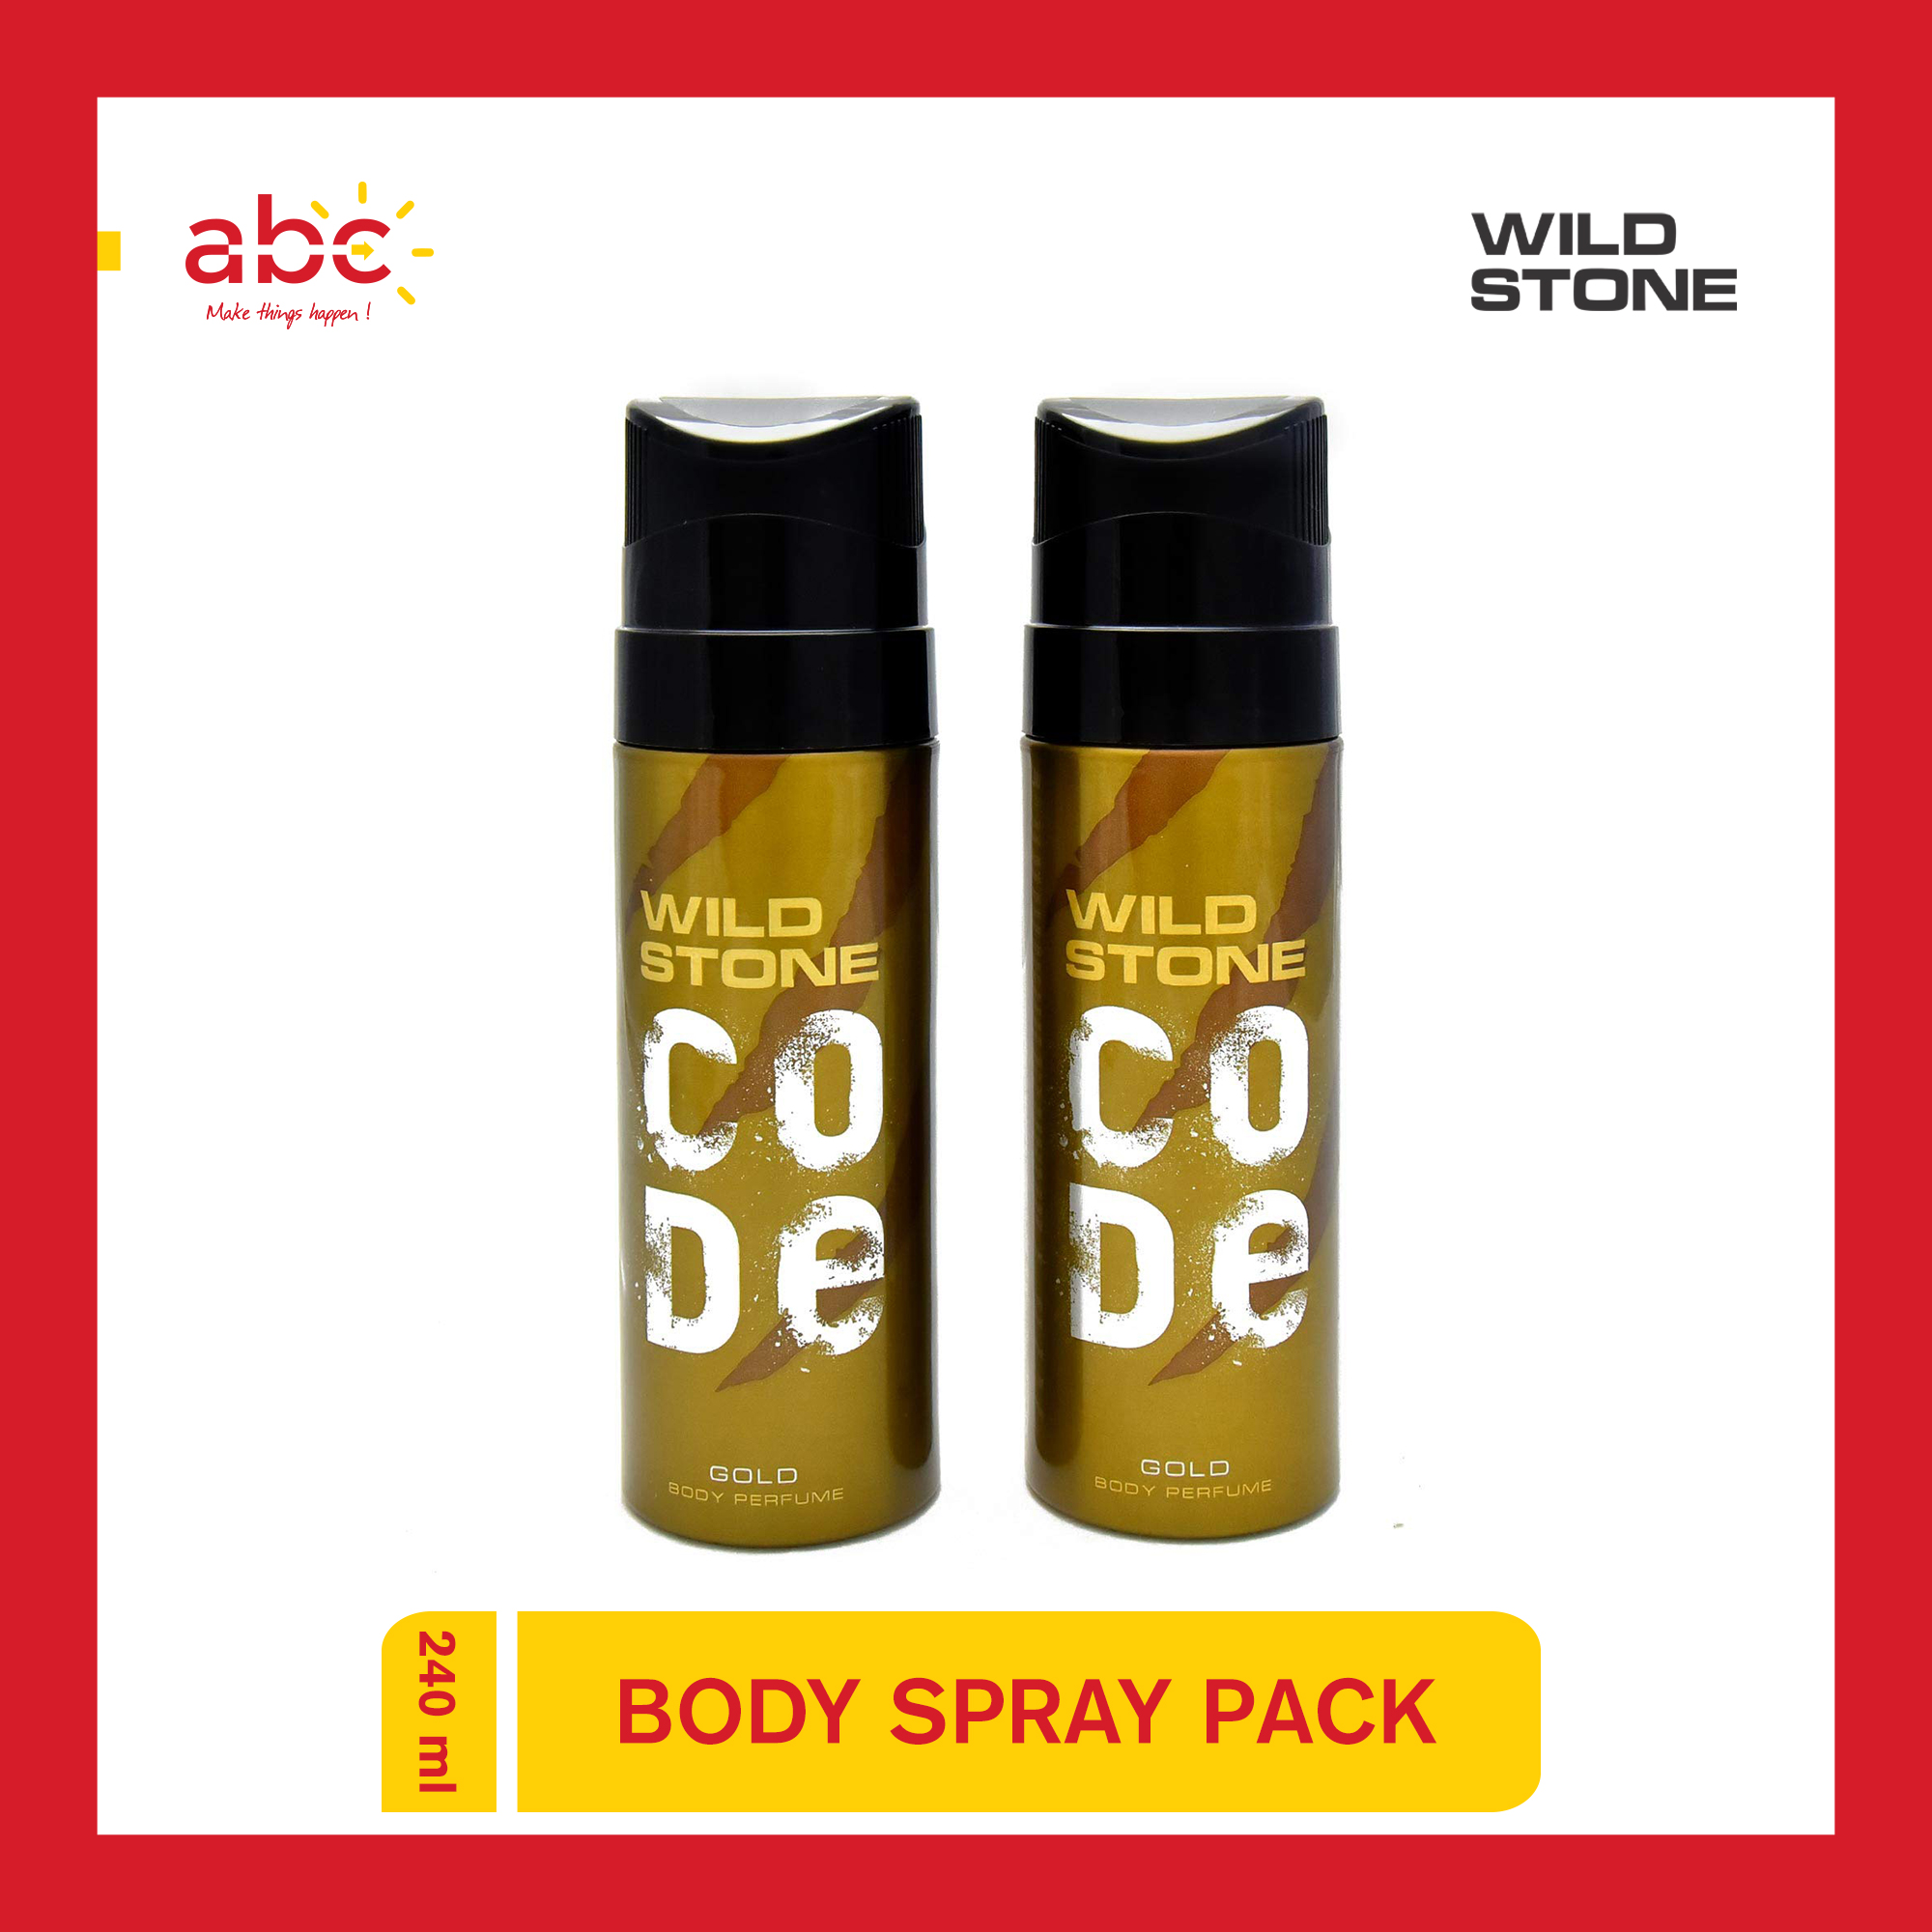 abc
Make things happen !
WILD
STONE
WILD
STONE
CO
De
GOLD
BODY PERFUME
WILD
STONE
CO
De
GOLD
BODY PERFUME
240 ml
BODY SPRAY PACK